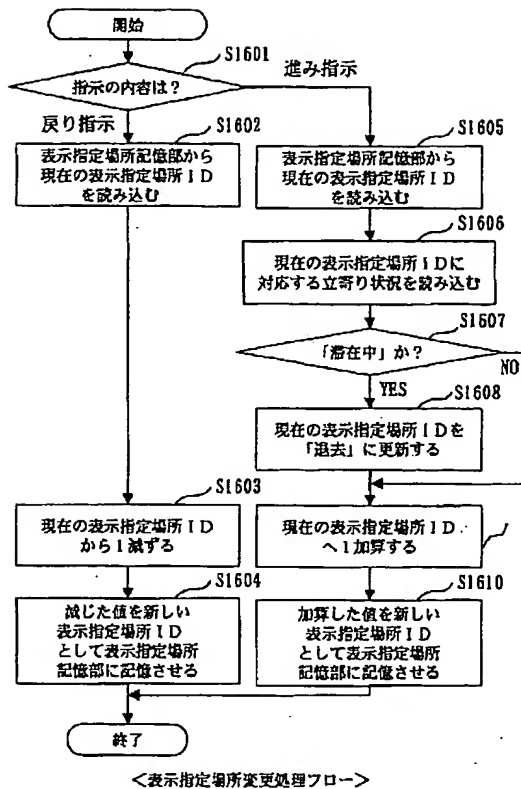 開始
S1601
指示の内容は？
進み指示
戻り指示
S1602
表示指定場所記憶部から
現在の表示指定場所ID
を読み込む
S1605
表示指定場所記憶部から
現在の表示指定場所ID
を読み込む
S1606
現在の表示指定場所IDに
対応する立寄り状況を読み込む
S1607
「滞在中」か？
NO
YES
S1608
現在の表示指定場所IDを
「退去」に更新する
S1603
現在の表示指定場所ID
から1減ずる
現在の表示指定場所ID
へ1加算する
S1604
減じた値を新しい
表示指定場所ID
として表示指定場所
記憶部に記憶させる
S1610
加算した値を新しい
表示指定場所ID
として表示指定場所
記憶部に記憶させる
終了
＜表示指定場所変更処理フロー＞